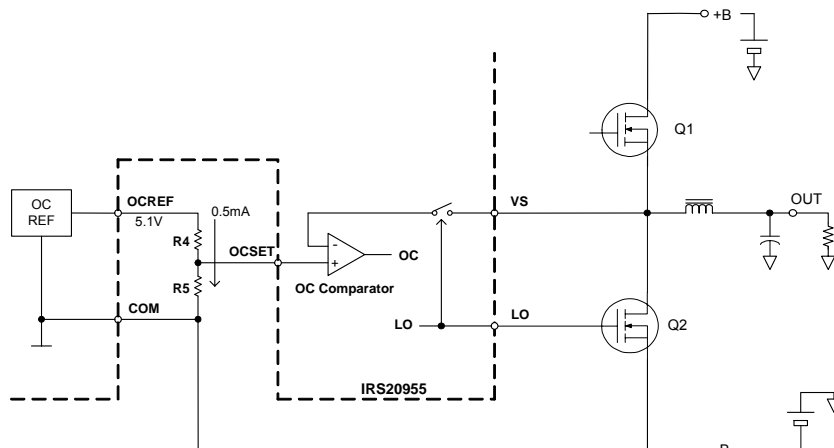 +B
Q1
OC
REF
OCREF
5.1V
0.5mA
R4
OCSET
R5
COM
-
+
OC
OC Comparator
VS
OUT
LO
LO
Q2
IRS20955